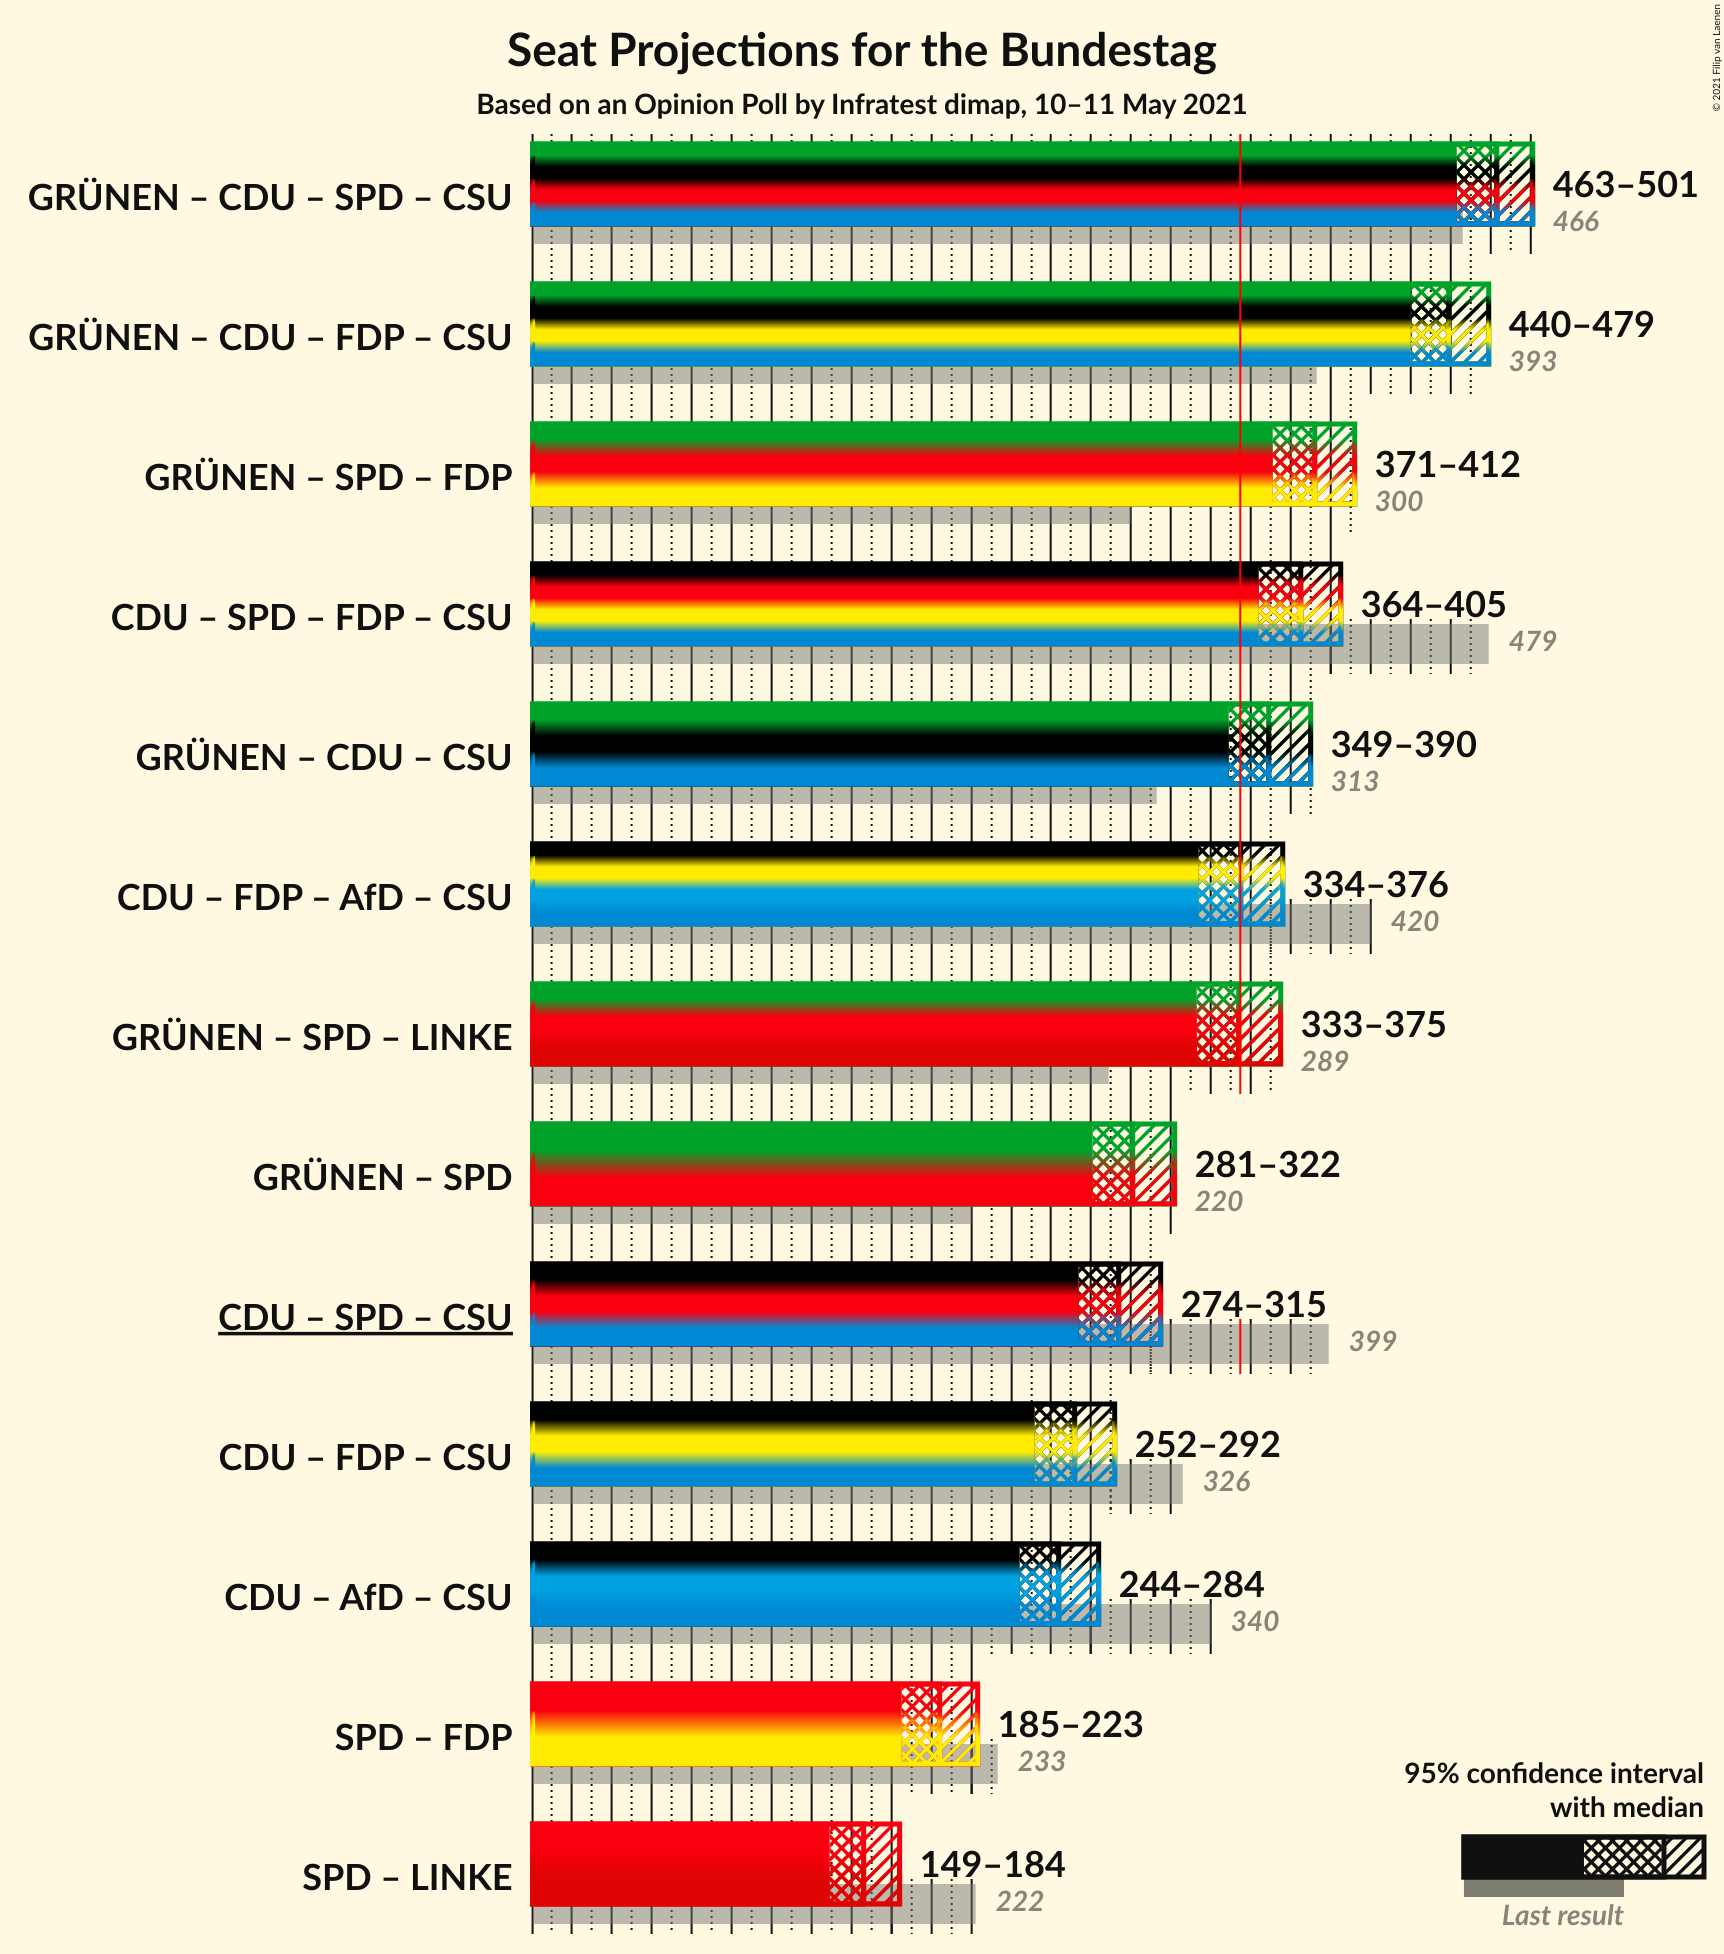 Seat Projections for the Bundestag
Based on an Opinion Poll by Infratest dimap, 10–11 May 2021
© 2021 Filip van Laenen
GRÜNEN – CDU – SPD – CSU
463–501
466
GRÜNEN – CDU – FDP – CSU
440–479
393
GRÜNEN – SPD – FDP
371–412
300
CDU – SPD – FDP – CSU
364–405
479
GRÜNEN – CDU – CSU
349–390
313
CDU – FDP – AfD – CSU
334–376
420
GRÜNEN – SPD – LINKE
333–375
289
GRÜNEN – SPD
281–322
220
CDU – SPD – CSU
274–315
399
CDU – FDP – CSU
252–292
326
CDU – AfD – CSU
244–284
340
SPD – FDP
185–223
233
SPD – LINKE
149–184
222
95% confidence interval
with median
Last result